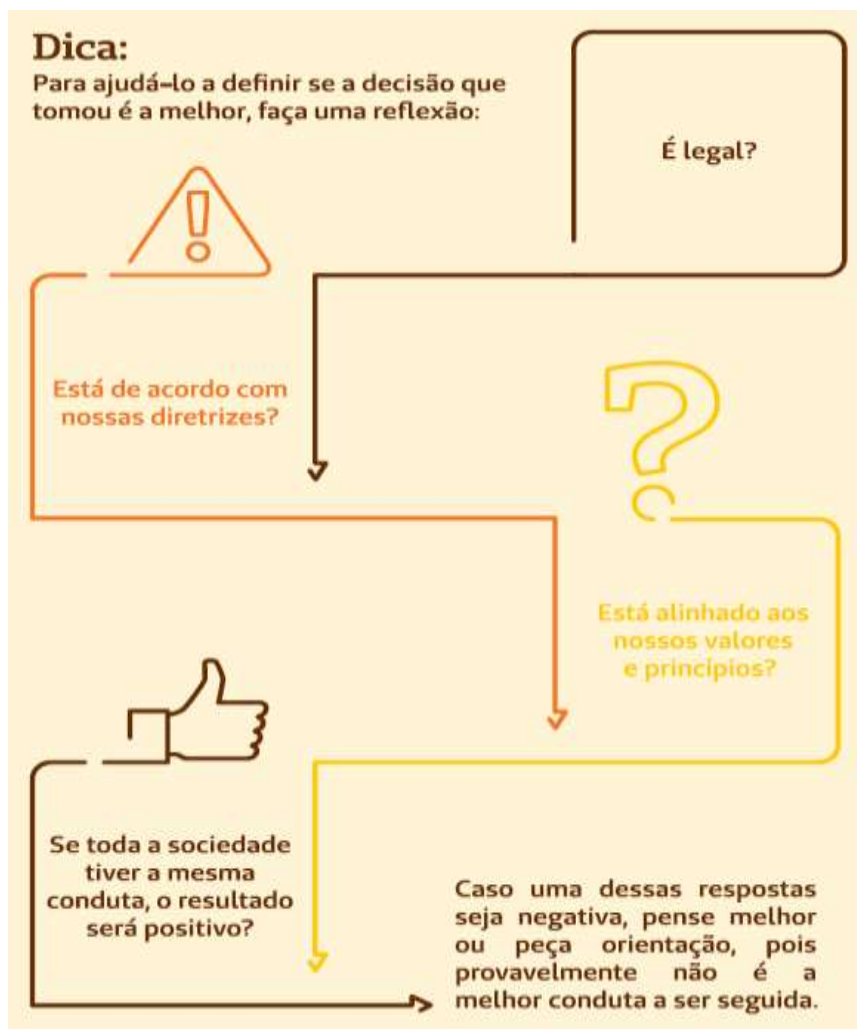 Dica:
Para ajudá-lo a definir se a decisão que
tomou é a melhor, faça uma reflexão:
É legal?
Está de acordo com
nossas diretrizes?
Está alinhado aos
nossos valores
e princípios?
Se toda a sociedade
tiver a mesma
conduta, o resultado
será positivo?
Caso uma dessas respostas
seja negativa, pense melhor
ou peça orientação, pois
provavelmente não é a
melhor conduta a ser seguida.